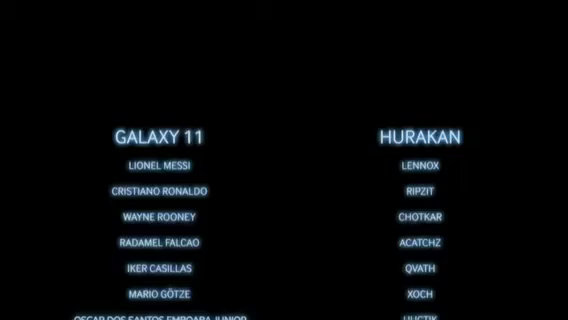 GALAXY 11
LIONEL MESSI
CRISTIANO RONALDO
WAYNE ROONEY
RADAMEL FALCAO
IKER CASILLAS
MARIO GÖTZE
OSCAR DOS SANTOS EMBOABA JUNIOR
HURAKAN
LENNOX
RIPZIT
CHOTKAR
ACATCHZ
QVATH
XOCH